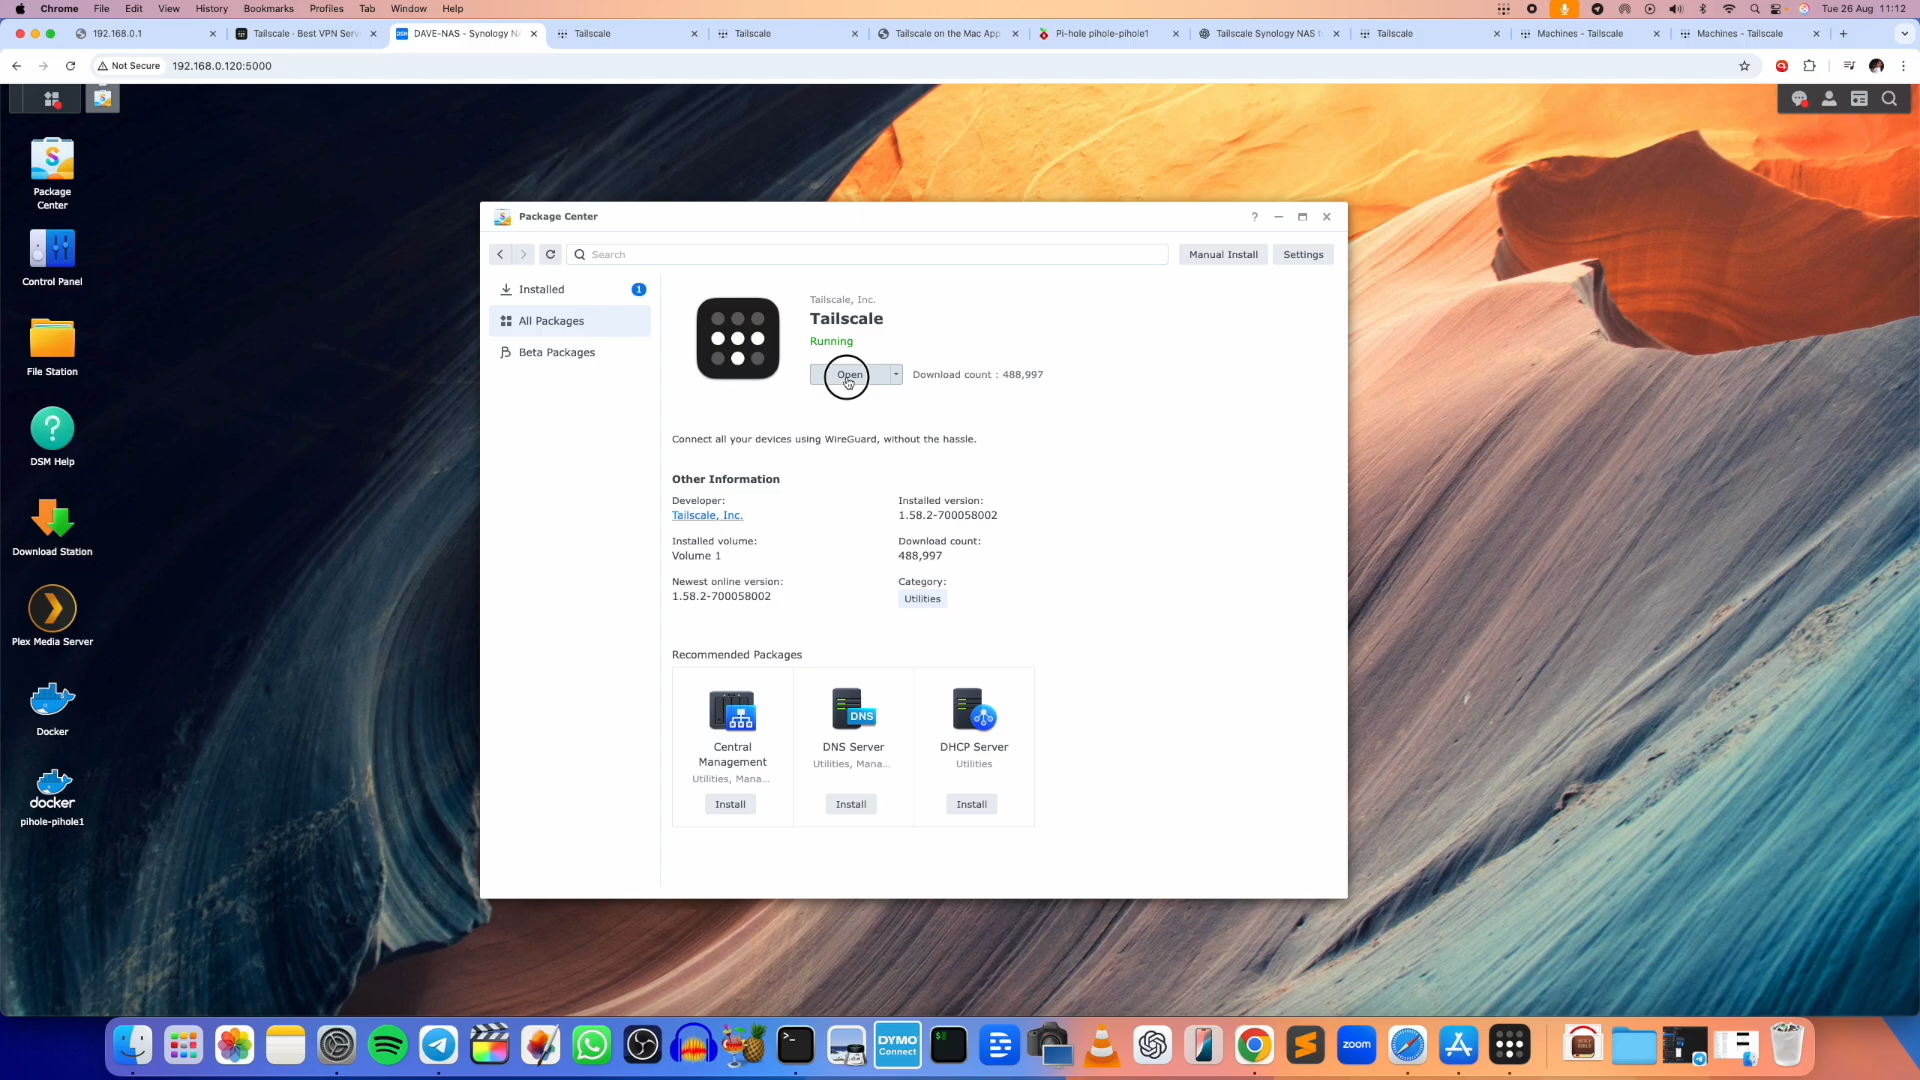 Chrome File Edit View History Bookmarks Profiles Tab Window Help
Tue 26 Aug 11:12
192.168.0.1
Tailscale · Best VPN Serv
DAVE-NAS - Synology N
Tailscale
Tailscale
Tailscale on the Mac App
Pi-hole pihole-pihole1
Tailscale Synology NAS
Tailscale
Machines - Tailscale
Machines - Tailscale
Not Secure
192.168.0.120:5000
Package
Center
Control Panel
File Station
DSM Help
Download Station
Plex Media Server
Docker
docker
pihole-pihole1
Package Center
Search
Manual Install
Settings
Installed
1
All Packages
Beta Packages
Tailscale, Inc.
Tailscale
Running
Open
Download count : 488,997
Connect all your devices using WireGuard, without the hassle.
Other Information
Developer:
Tailscale, Inc.
Installed version:
1.58.2-700058002
Installed volume:
Volume 1
Download count:
488,997
Newest online version:
1.58.2-700058002
Category:
Utilities
Recommended Packages
Central
Management
Utilities, Mana...
Install
DNS
DNS Server
Utilities, Mana...
Install
DHCP Server
Utilities
Install
DYMO
Connect
zoom